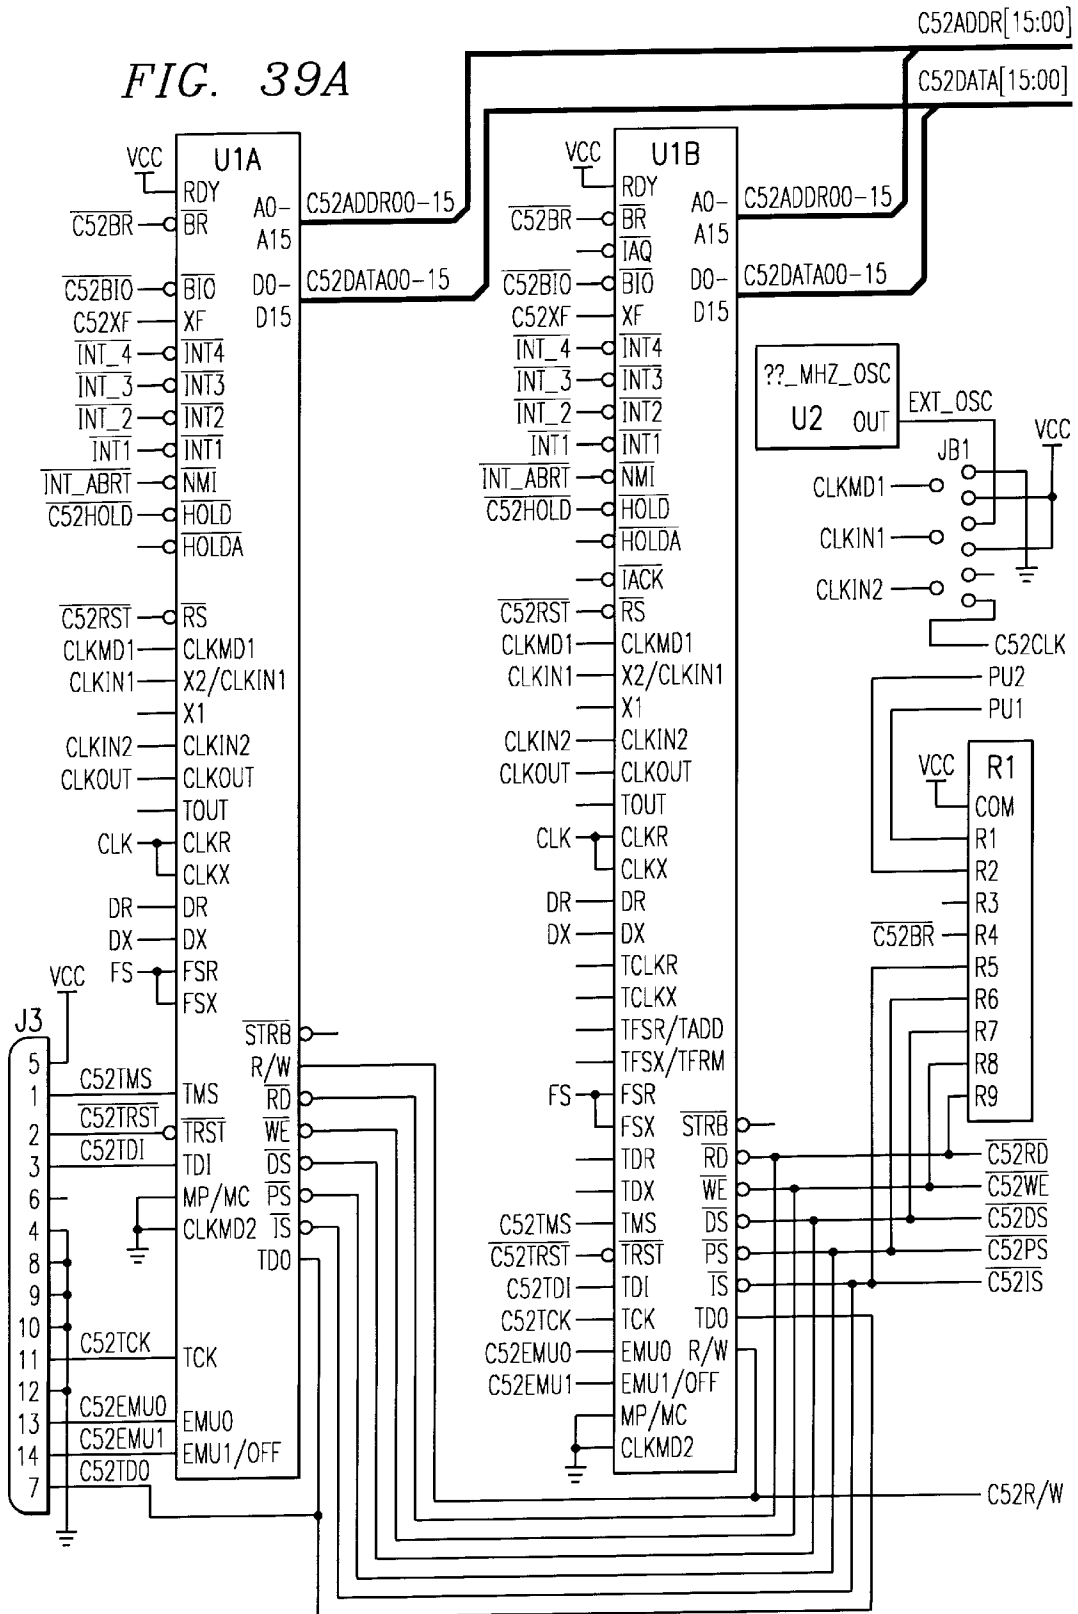 FIG. 39A
C52ADDR[15:00]
C52DATA[15:00]
U1A
VCC
RDY
C52BR
BR
C52BIO
BIO
C52XF
XF
INT_4
INT4
INT_3
INT3
INT_2
INT2
INT1
INT1
INT_ABRT
NMI
C52HOLD
HOLD
HOLDA
C52RST
RS
CLKMD1
CLKMD1
CLKIN1
X2/CLKIN1
X1
CLKIN2
CLKIN2
CLKOUT
CLKOUT
TOUT
CLK
CLKR
CLKX
DR
DR
DX
DX
FS
FSR
FSX
A0-
A15
C52ADDR00-15
D0-
D15
C52DATA00-15
STRB
R/W
RD
WE
DS
PS
IS
TDO
TMS
TRST
TDI
MP/MC
CLKMD2
TCK
EMU0
EMU1/OFF
VCC
J3
5
1
C52TMS
2
C52TRST
3
C52TDI
6
4
8
9
10
11
C52TCK
12
13
C52EMU0
14
C52EMU1
7
C52TDO
U1B
VCC
RDY
C52BR
BR
IAQ
C52BIO
BIO
C52XF
XF
INT_4
INT4
INT_3
INT3
INT_2
INT2
INT1
INT1
INT_ABRT
NMI
C52HOLD
HOLD
HOLDA
IACK
C52RST
RS
CLKMD1
CLKMD1
CLKIN1
X2/CLKIN1
X1
CLKIN2
CLKIN2
CLKOUT
CLKOUT
TOUT
CLK
CLKR
CLKX
DR
DR
DX
DX
TCLKR
TCLKX
TFSR/TADD
TFSX/TFRM
FS
FSR
FSX
TDR
TDX
C52TMS
TMS
C52TRST
TRST
C52TDI
TDI
C52TCK
TCK
C52EMU0
EMU0
C52EMU1
EMU1/OFF
MP/MC
CLKMD2
A0-
A15
C52ADDR00-15
D0-
D15
C52DATA00-15
STRB
RD
WE
DS
PS
IS
TDO
R/W
??_MHZ_OSC
U2
OUT
EXT_OSC
VCC
JB1
CLKMD1
CLKIN1
CLKIN2
C52CLK
PU2
PU1
VCC
R1
COM
R1
R2
R3
C52BR
R4
R5
R6
R7
R8
R9
C52RD
C52WE
C52DS
C52PS
C52IS
C52R/W